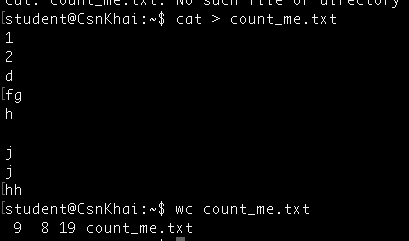 cat: count_me.txt: No such file or directory
[student@CsnKhai:~$ cat > count_me.txt
1
2
d
[fg
h

j
j
[hh
student@CsnKhai:~$ wc count_me.txt
9 8 19 count_me.txt